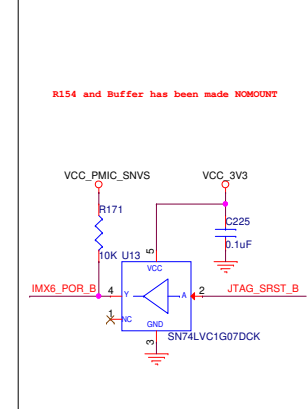 R154 and Buffer has been made NOMOUNT
VCC_PMIC_SNVS
VCC_3V3
R171
C225
10K
U13
5
0.1uF
VCC
IMX6_POR_B
4
Y
A
2
JTAG_SRST_B
1
NC
GND
3
SN74LVC1G07DCK